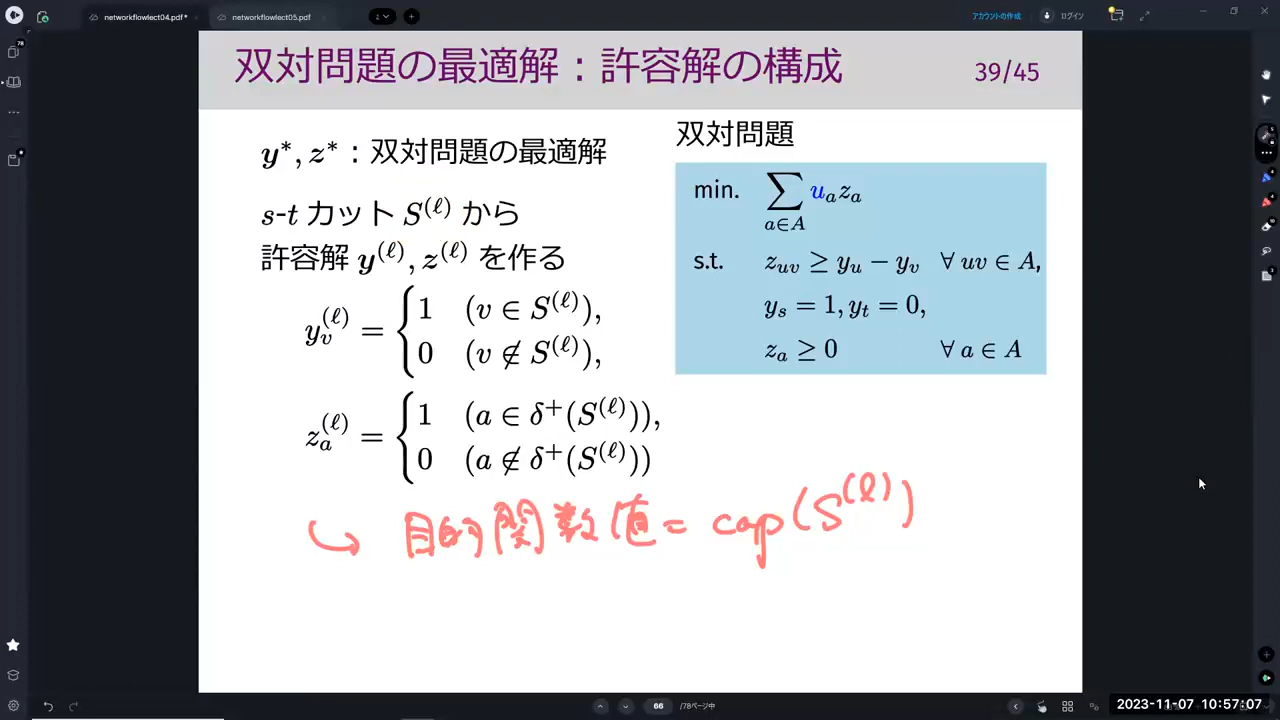 networkflowlect04.pdf*
networkflowlect05.pdf
2
アカウントの作成
ログイン
双対問題の最適解：許容解の構成
39/45
y*, z*：双対問題の最適解
s-t カット S^(ℓ) から
許容解 y^(ℓ), z^(ℓ) を作る
y_v^(ℓ) = { 1 (v ∈ S^(ℓ)),
0 (v ∉ S^(ℓ)),
z_a^(ℓ) = { 1 (a ∈ δ⁺(S^(ℓ))),
0 (a ∉ δ⁺(S^(ℓ)))
双対問題
min. ∑_{a∈A} u_a z_a
s.t. z_uv ≥ y_u − y_v ∀ uv ∈ A,
y_s = 1, y_t = 0,
z_a ≥ 0 ∀ a ∈ A
目的関数値 = cap(S^(ℓ))
66 /78ページ中
2023-11-07 10:57:07